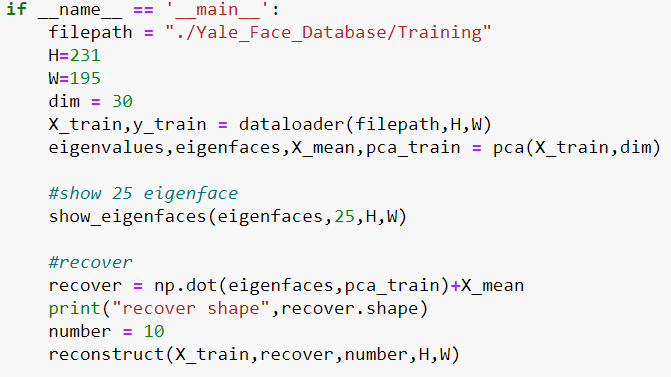 if __name__ == '__main__':
    filepath = "./Yale_Face_Database/Training"
    H=231
    W=195
    dim = 30
    X_train,y_train = dataloader(filepath,H,W)
    eigenvalues,eigenfaces,X_mean,pca_train = pca(X_train,dim)

    #show 25 eigenface
    show_eigenfaces(eigenfaces,25,H,W)

    #recover
    recover = np.dot(eigenfaces,pca_train)+X_mean
    print("recover shape",recover.shape)
    number = 10
    reconstruct(X_train,recover,number,H,W)